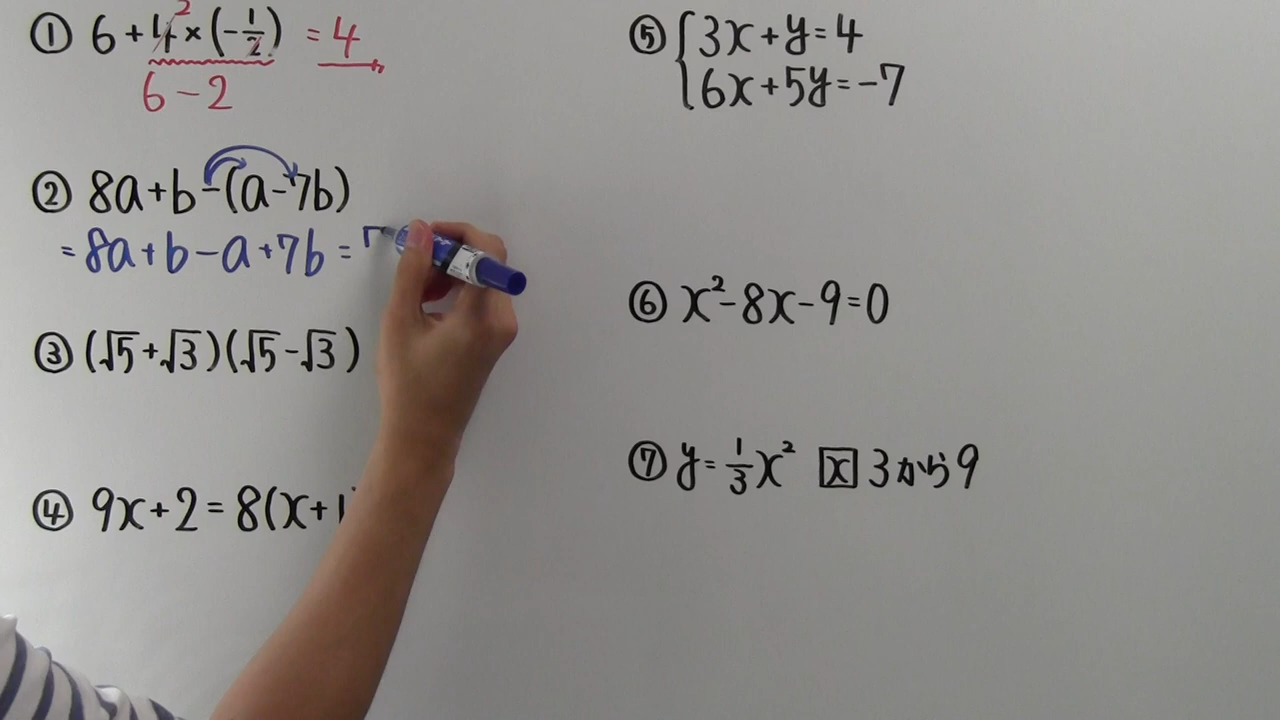 ① 6+4×(-1/2) =4
2
6-2
② 8a+b-(a-7b)
=8a+b-a+7b=
③ (√5+√3)(√5-√3)
④ 9x+2=8(x+1
⑤ 3x+y=4
6x+5y=-7
⑥ x²-8x-9=0
⑦ y=1/3x² x 3から9